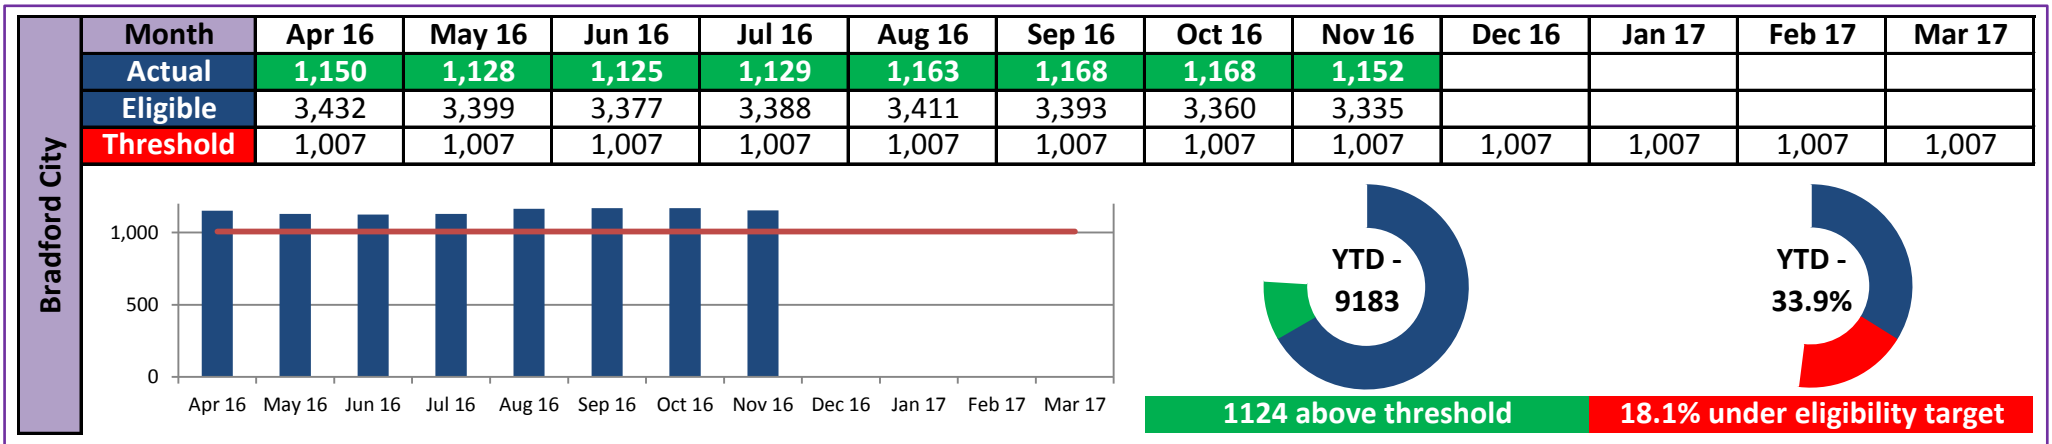 Bradford City
Month Apr 16 May 16 Jun 16 Jul 16 Aug 16 Sep 16 Oct 16 Nov 16 Dec 16 Jan 17 Feb 17 Mar 17
Actual 1,150 1,128 1,125 1,129 1,163 1,168 1,168 1,152
Eligible 3,432 3,399 3,377 3,388 3,411 3,393 3,360 3,335
Threshold 1,007 1,007 1,007 1,007 1,007 1,007 1,007 1,007 1,007 1,007 1,007 1,007
1,000
500
0
Apr 16 May 16 Jun 16 Jul 16 Aug 16 Sep 16 Oct 16 Nov 16 Dec 16 Jan 17 Feb 17 Mar 17
YTD -
9183
1124 above threshold
YTD -
33.9%
18.1% under eligibility target